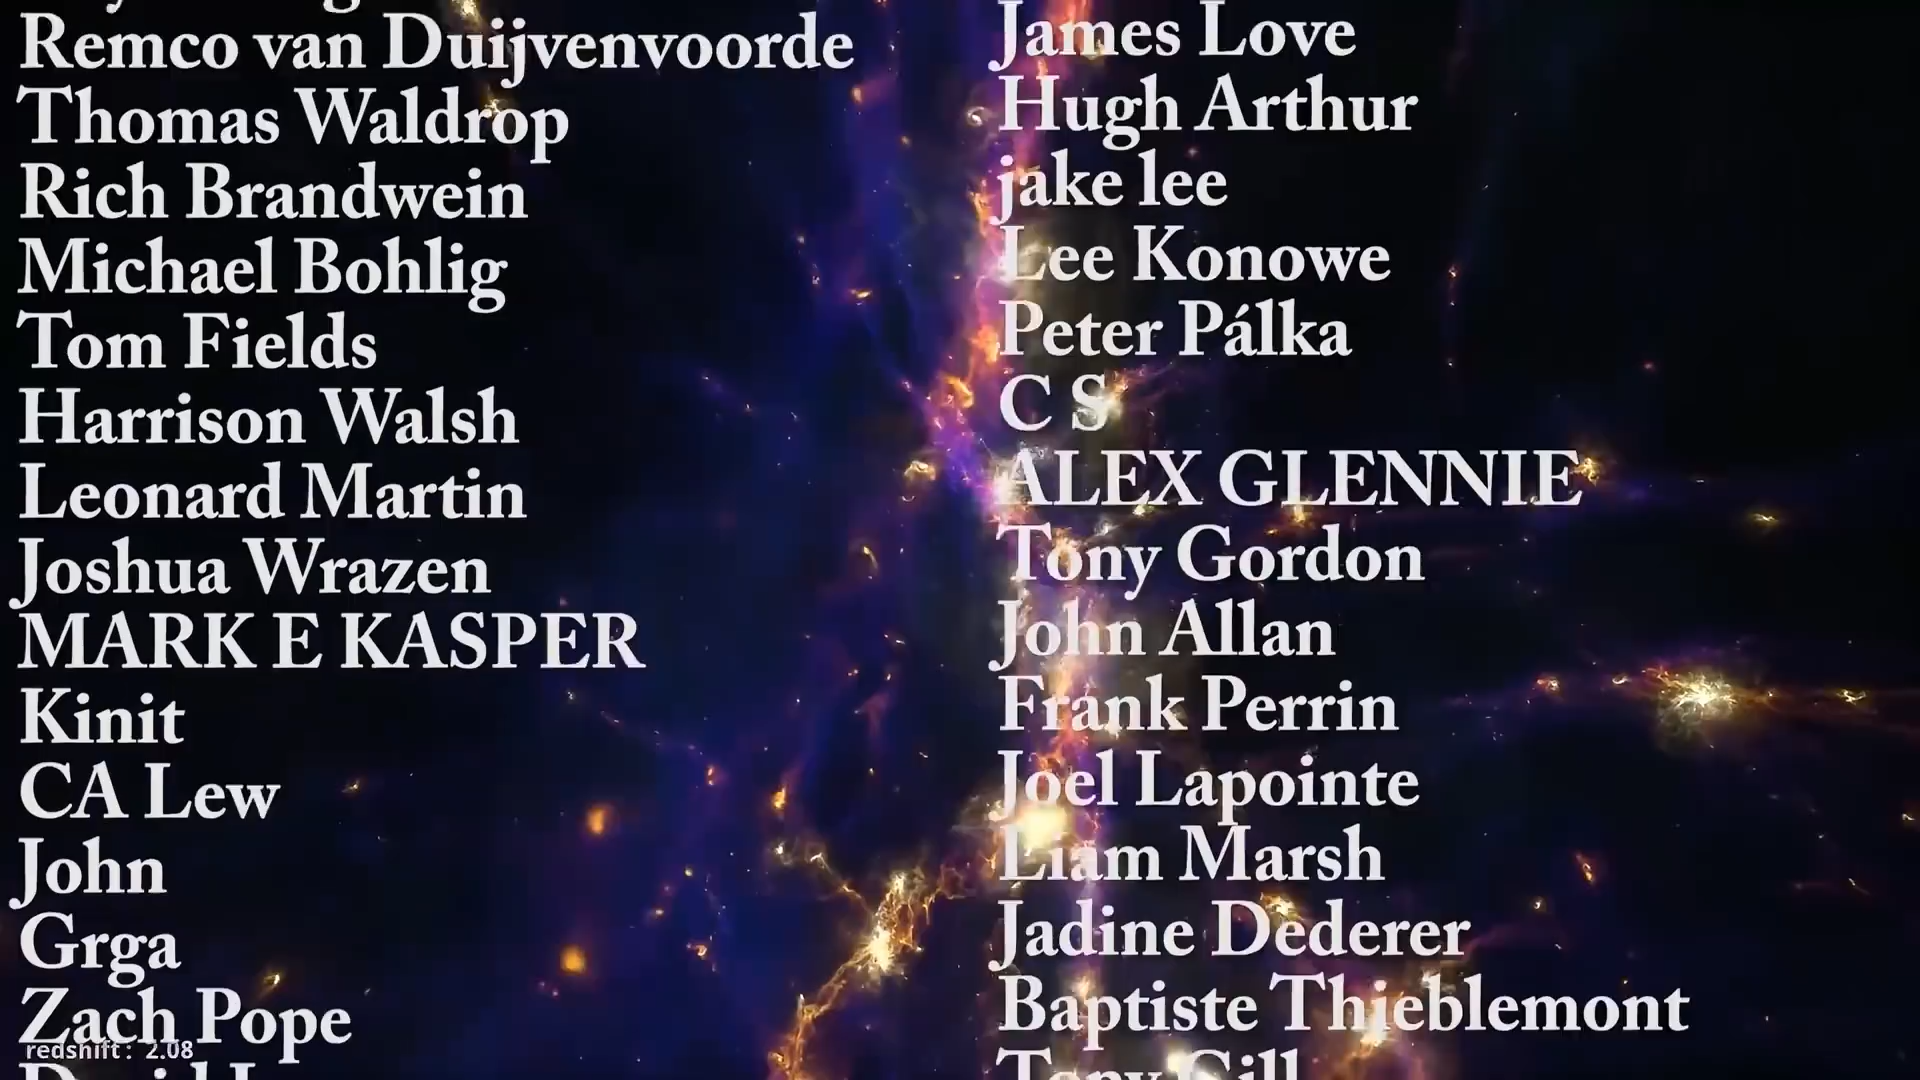 Remco van Duijvenvoorde
Thomas Waldrop
Rich Brandwein
Michael Bohlig
Tom Fields
Harrison Walsh
Leonard Martin
Joshua Wrazen
MARK E KASPER
Kinit
CA Lew
John
Grga
Zach Pope
redshift: 2.08
James Love
Hugh Arthur
jake lee
Lee Konowe
Peter Pálka
C S
ALEX GLENNIE
Tony Gordon
John Allan
Frank Perrin
Joel Lapointe
Liam Marsh
Jadine Dederer
Baptiste Thieblemont
Tony Gill